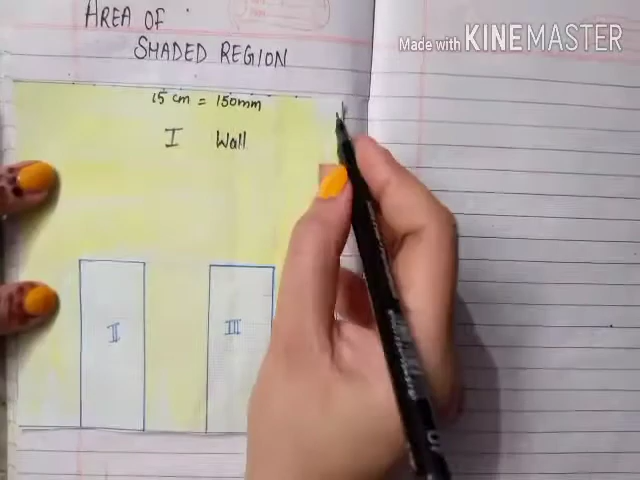 AREA OF
SHADED REGION
Made with KINEMASTER
15 cm = 150mm
I Wall
II
III